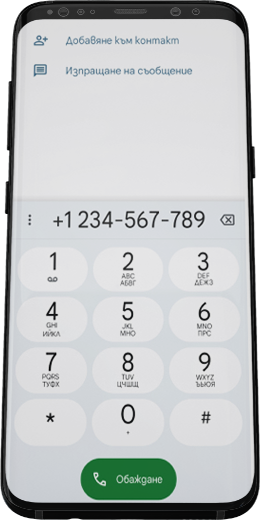 Добавяне към контакт
Изпращане на съобщение
+1 234-567-789
1
2
ABC
АБВГ
3
DEF
ДЕЖЗ
4
GHI
ИЙКЛ
5
JKL
МНО
6
MNO
ПРС
7
PQRS
ТУФХ
8
TUV
ЦЧШЩ
9
WXYZ
ЪЬЮЯ
*
0
+
#
Обаждане